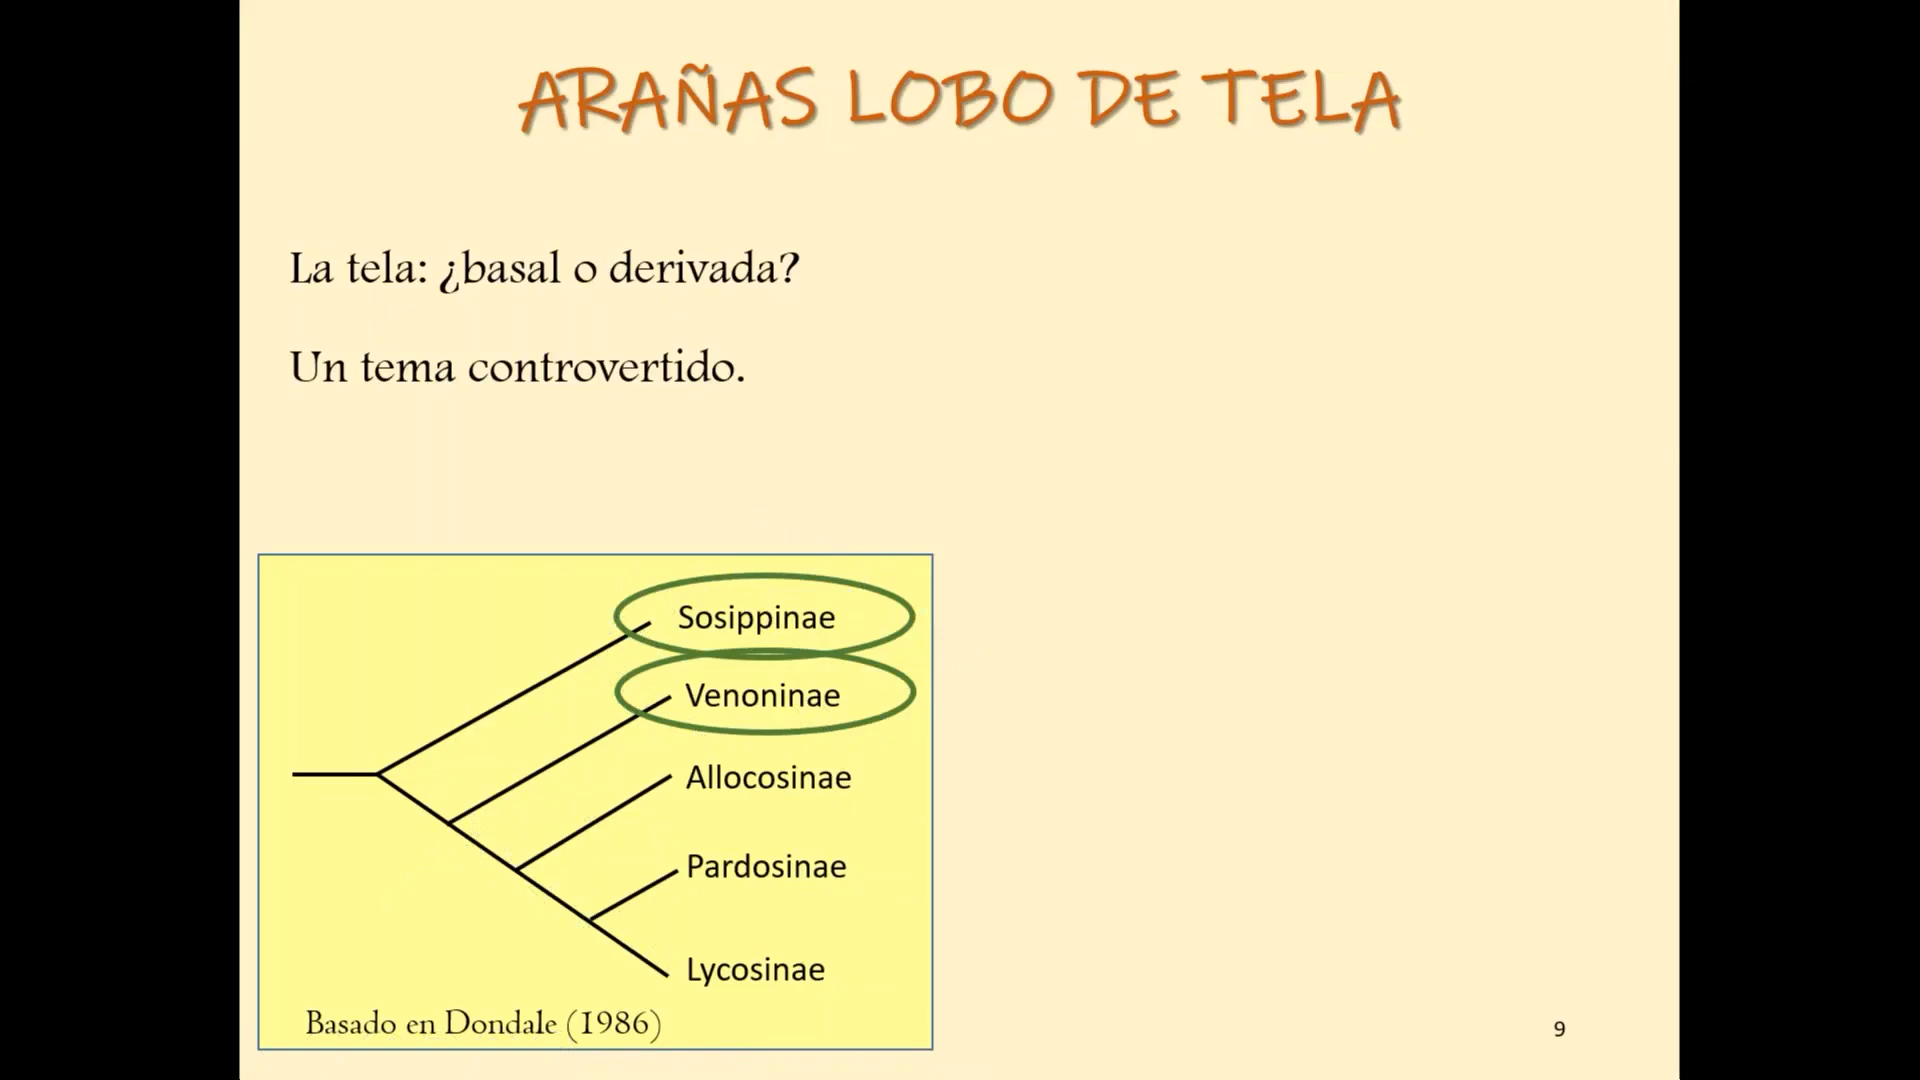 ARAÑAS LOBO DE TELA
La tela: ¿basal o derivada?
Un tema controvertido.
Sosippinae
Venoninae
Allocosinae
Pardosinae
Lycosinae
Basado en Dondale (1986)
9